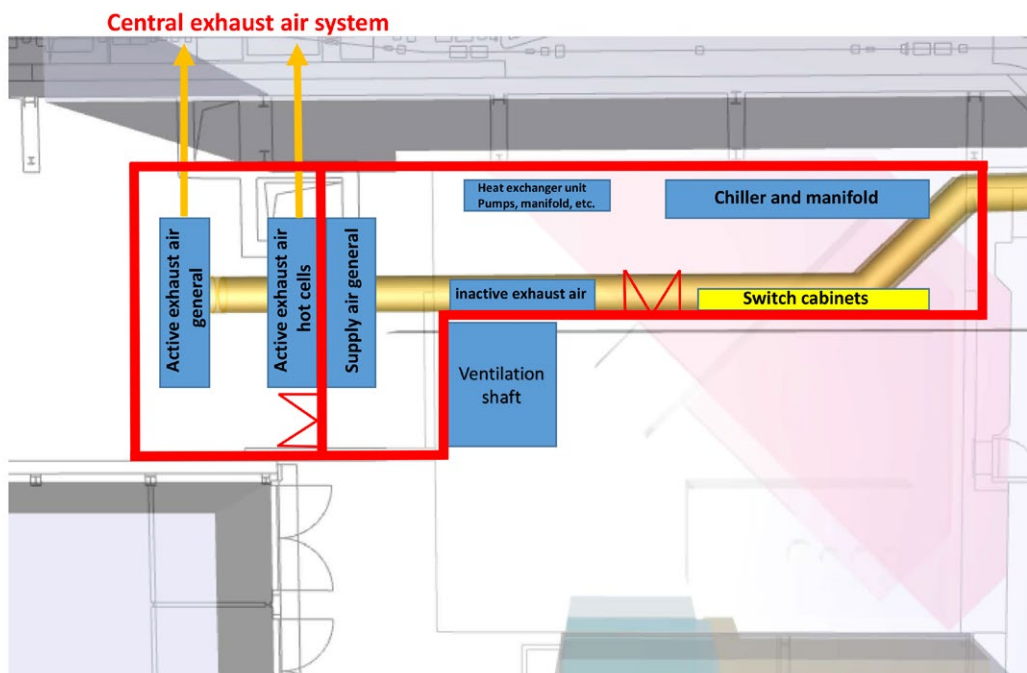 Central exhaust air system
Heat exchanger unit
Pumps, manifold, etc.
Chiller and manifold
Active exhaust air
general
Active exhaust air
hot cells
Supply air general
inactive exhaust air
Switch cabinets
Ventilation
shaft